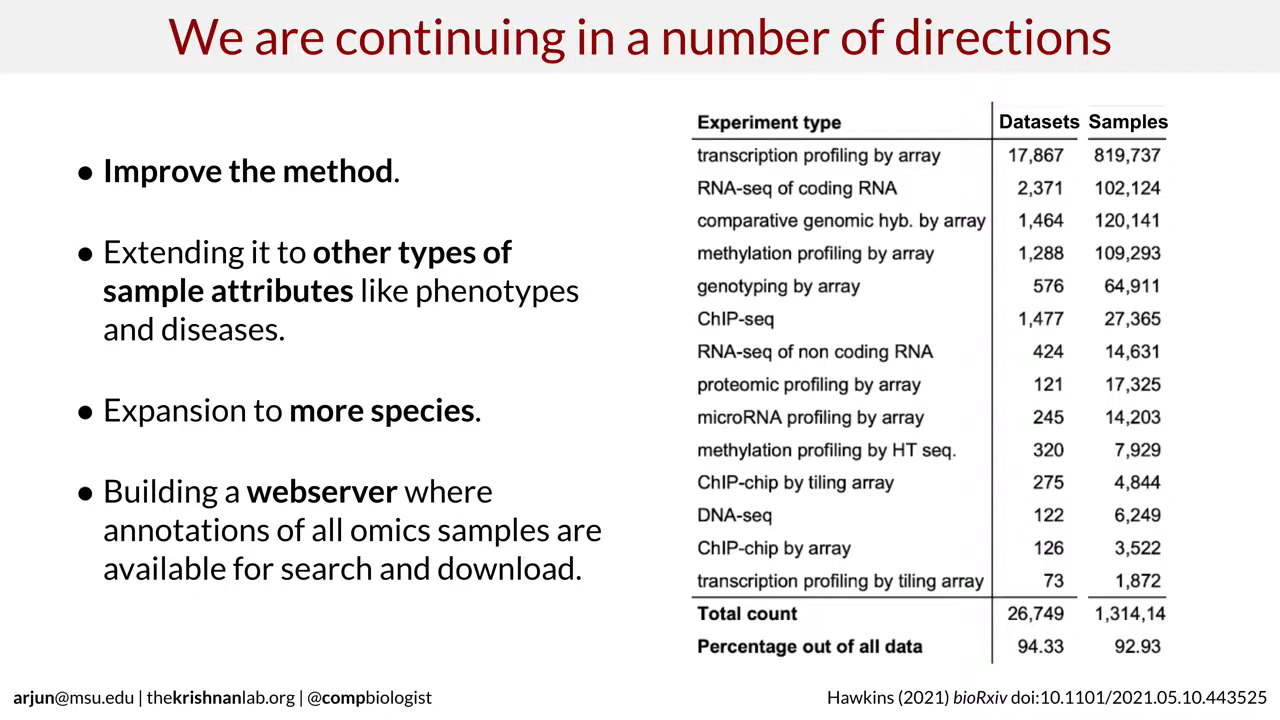 We are continuing in a number of directions
● Improve the method.
● Extending it to other types of
sample attributes like phenotypes
and diseases.
● Expansion to more species.
● Building a webserver where
annotations of all omics samples are
available for search and download.
Experiment type Datasets Samples
transcription profiling by array 17,867 819,737
RNA-seq of coding RNA 2,371 102,124
comparative genomic hyb. by array 1,464 120,141
methylation profiling by array 1,288 109,293
genotyping by array 576 64,911
ChIP-seq 1,477 27,365
RNA-seq of non coding RNA 424 14,631
proteomic profiling by array 121 17,325
microRNA profiling by array 245 14,203
methylation profiling by HT seq. 320 7,929
ChIP-chip by tiling array 275 4,844
DNA-seq 122 6,249
ChIP-chip by array 126 3,522
transcription profiling by tiling array 73 1,872
Total count 26,749 1,314,14
Percentage out of all data 94.33 92.93
arjun@msu.edu | thekrishnanlab.org | @compbiologist
Hawkins (2021) bioRxiv doi:10.1101/2021.05.10.443525